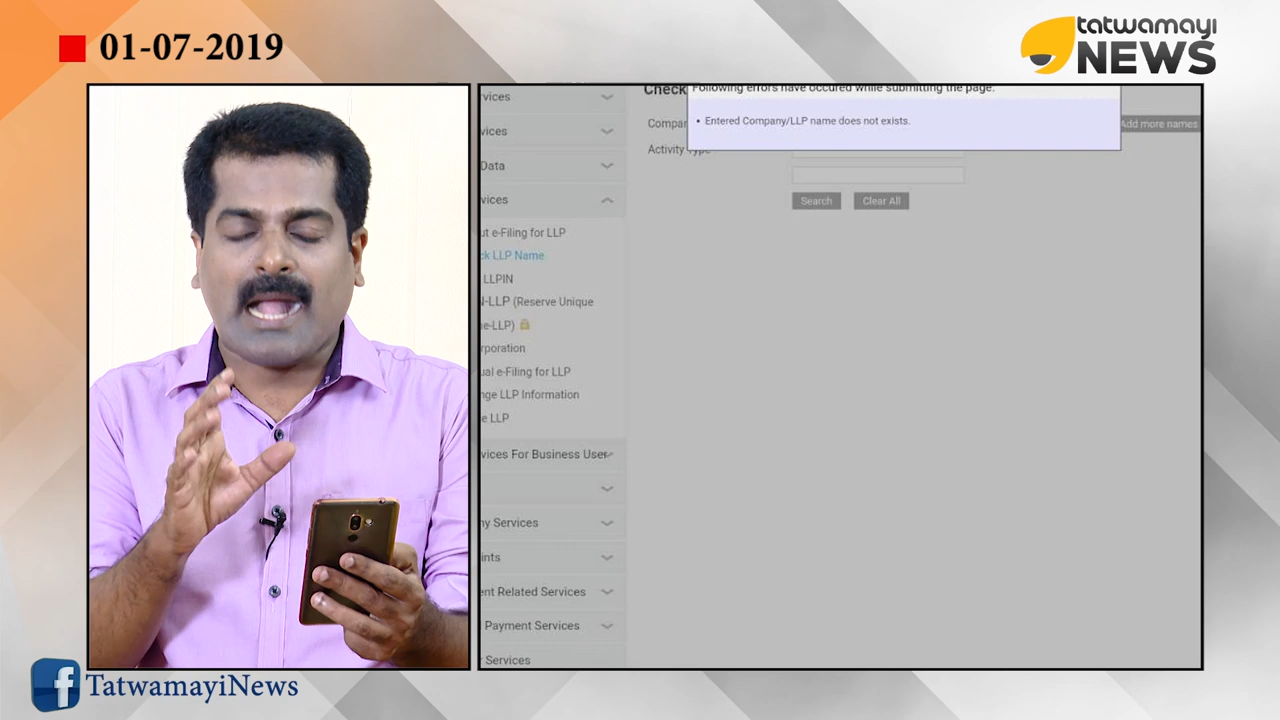 01-07-2019
tatwamayi
NEWS
Check
Following errors have occured while submitting the page:
• Entered Company/LLP name does not exists.
Compa
Add more names
Activity Type
Search
Clear All
vices
vices
Data
vices
ut e-Filing for LLP
ck LLP Name
LLPIN
N-LLP (Reserve Unique
e-LLP)
rporation
ual e-Filing for LLP
nge LLP Information
e LLP
vices For Business User
ny Services
ints
ent Related Services
Payment Services
Services
f TatwamayiNews